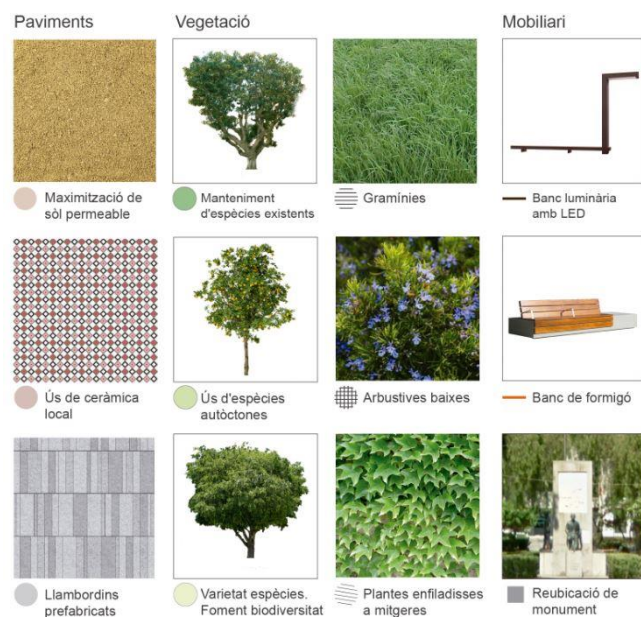 Paviments
Vegetació
Mobiliari
Maximització de
sòl permeable
Manteniment
d'espècies existents
Gramínies
Banc luminària
amb LED
Ús de ceràmica
local
Ús d'espècies
autòctones
Arbustives baixes
Banc de formigó
Llambordins
prefabricats
Varietat espècies.
Foment biodiversitat
Plantes enfiladisses
a mitgeres
Reubicació de
monument